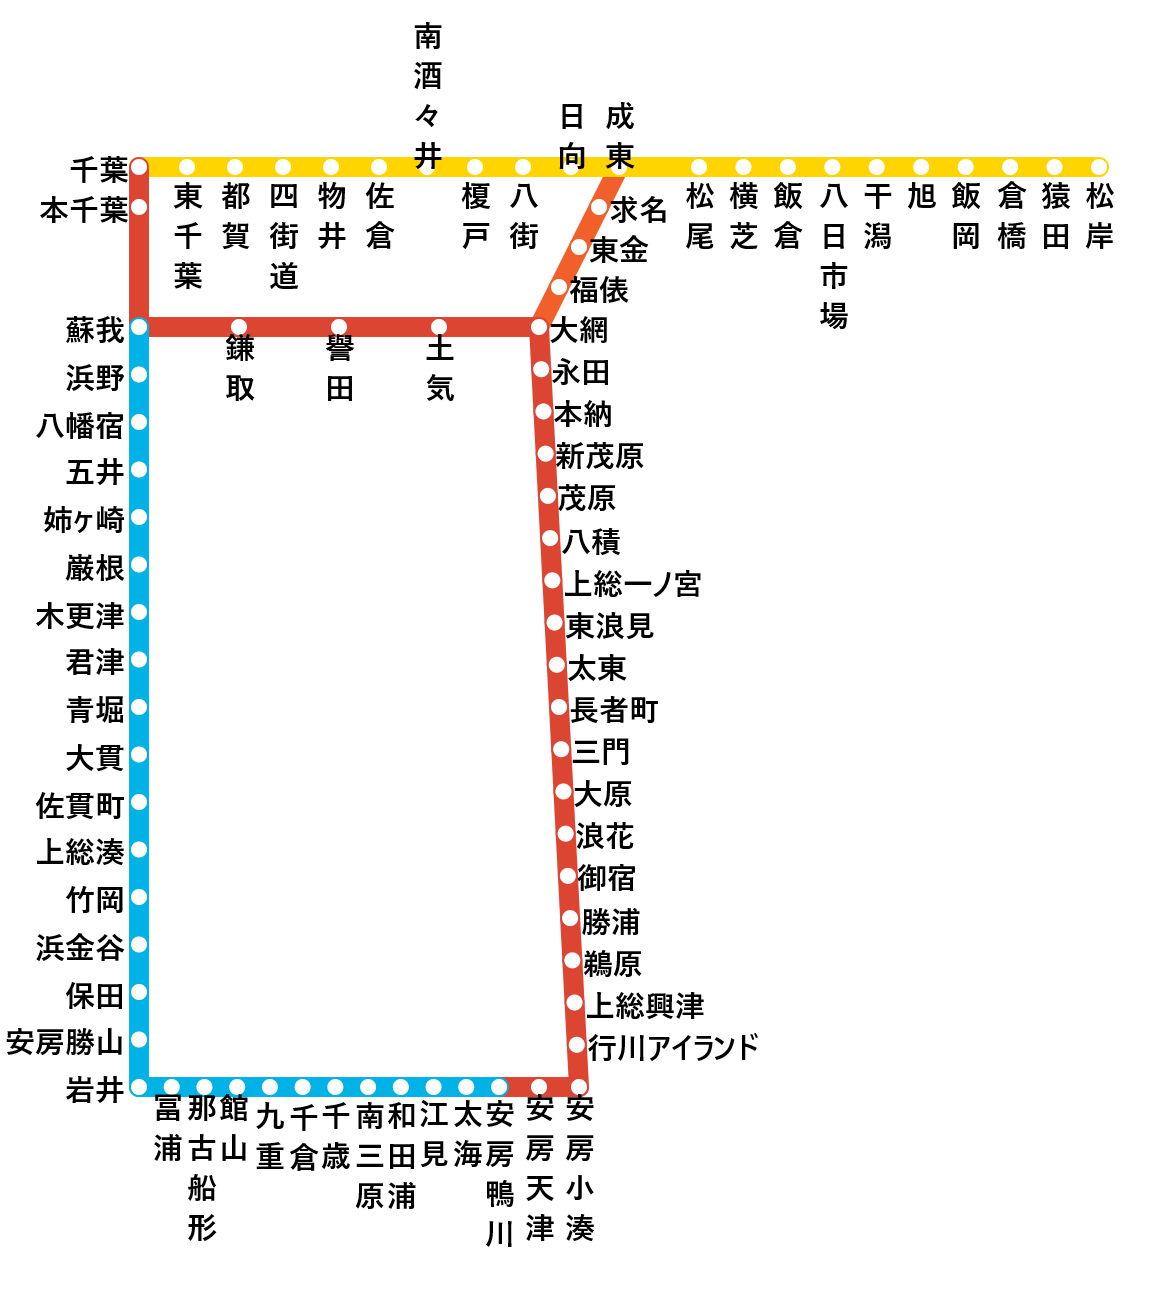 南酒々井
日向
成東
千葉
東千葉
都賀
四街道
物井
佐倉
榎戸
八街
松尾
横芝
飯倉
八日市場
干潟
旭
飯岡
倉橋
猿田
松岸
本千葉
求名
東金
福俵
蘇我
鎌取
誉田
土気
大網
浜野
八幡宿
五井
姉ヶ崎
巌根
木更津
君津
青堀
大貫
佐貫町
上総湊
竹岡
浜金谷
保田
安房勝山
岩井
永田
本納
新茂原
茂原
八積
上総一ノ宮
東浪見
太東
長者町
三門
大原
浪花
御宿
勝浦
鵜原
上総興津
行川アイランド
冨浦
那古船形
館山
九重
千倉
千歳
南三原
和田浦
江見
太海
安房鴨川
安房天津
安房小湊